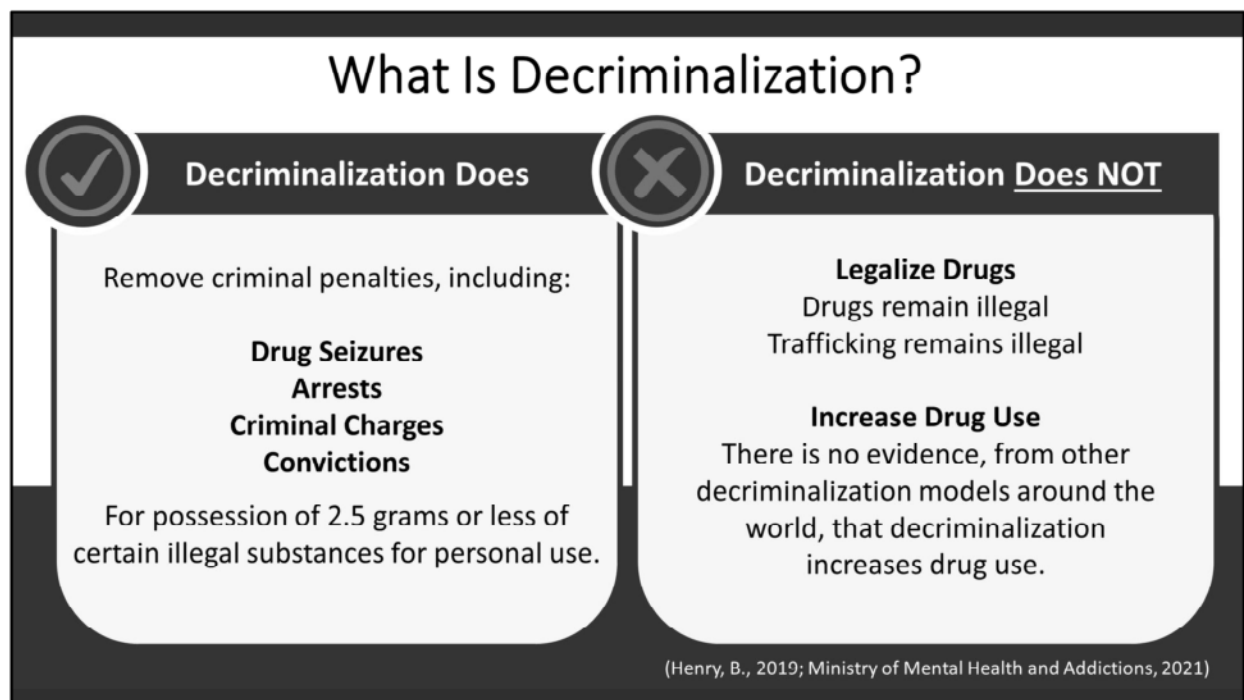 What Is Decriminalization?
Decriminalization Does
Remove criminal penalties, including:
Drug Seizures
Arrests
Criminal Charges
Convictions
For possession of 2.5 grams or less of
certain illegal substances for personal use.
Decriminalization Does NOT
Legalize Drugs
Drugs remain illegal
Trafficking remains illegal
Increase Drug Use
There is no evidence, from other
decriminalization models around the
world, that decriminalization
increases drug use.
(Henry, B., 2019; Ministry of Mental Health and Addictions, 2021)